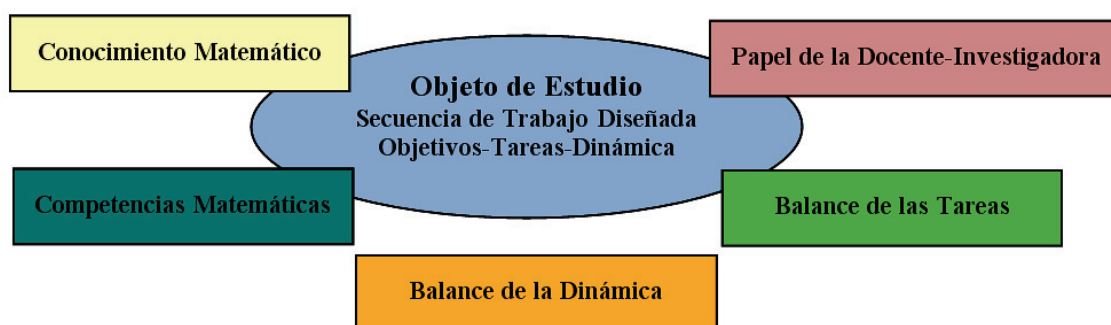 Conocimiento Matemático
Papel de la Docente-Investigadora
Objeto de Estudio
Secuencia de Trabajo Diseñada
Objetivos-Tareas-Dinámica
Competencias Matemáticas
Balance de las Tareas
Balance de la Dinámica